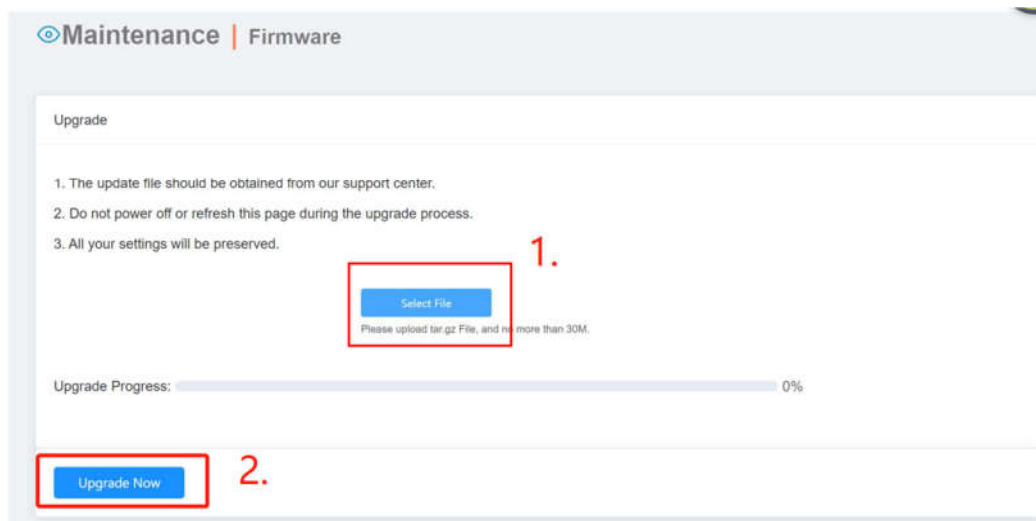 Maintenance | Firmware
Upgrade
1. The update file should be obtained from our support center.
2. Do not power off or refresh this page during the upgrade process.
3. All your settings will be preserved.
1.
Select File
Please upload tar.gz File, and no more than 30M.
Upgrade Progress: 0%
Upgrade Now
2.